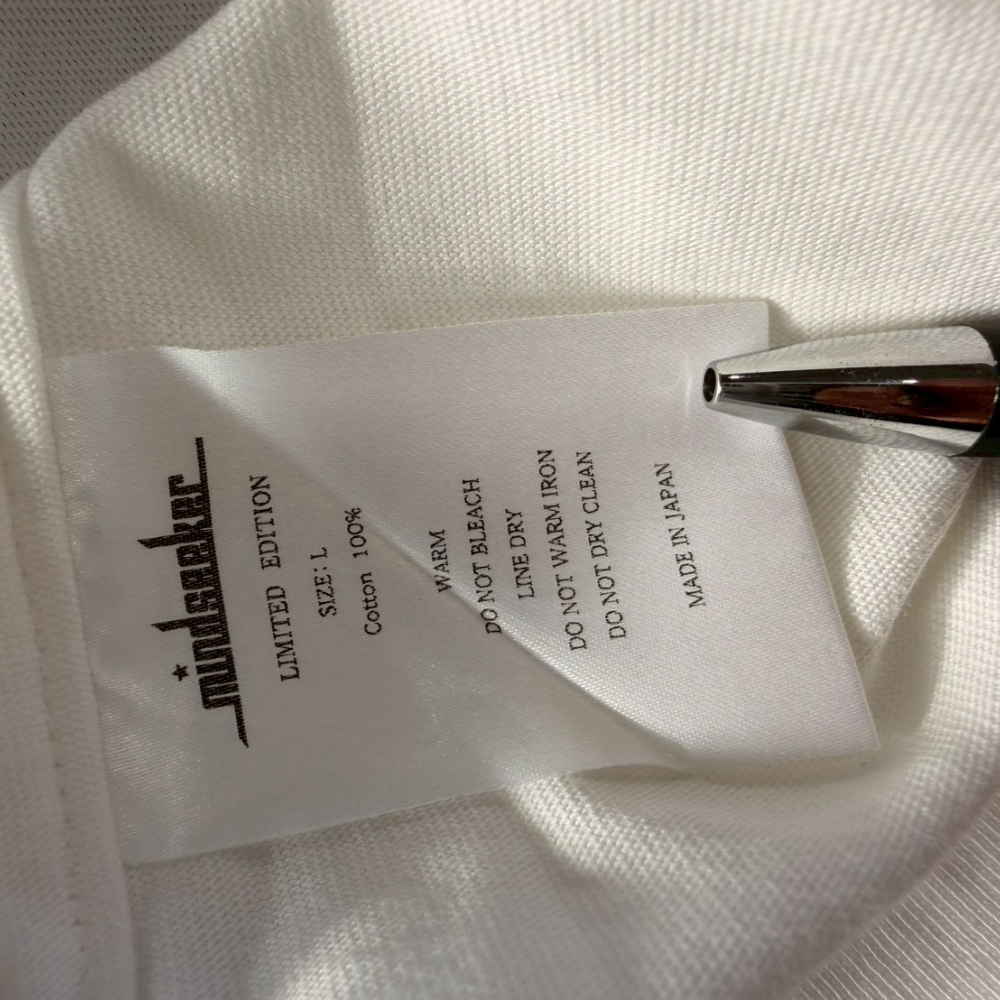 mindseeker
LIMITED EDITION
SIZE: L
Cotton 100%
WARM
DO NOT BLEACH
LINE DRY
DO NOT WARM IRON
DO NOT DRY CLEAN
MADE IN JAPAN